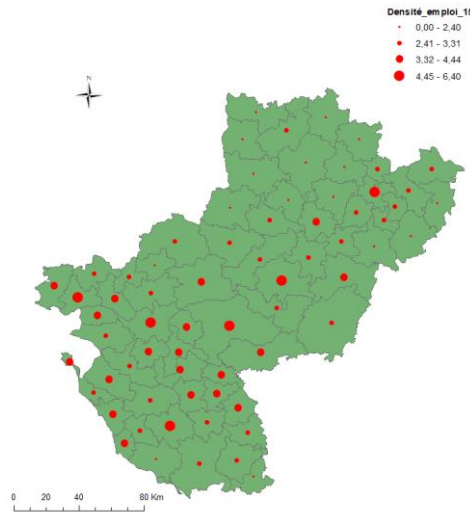 Densité_emploi_15
0,00 - 2,40
2,41 - 3,31
3,32 - 4,44
4,45 - 6,40
N
0 20 40 80 Km